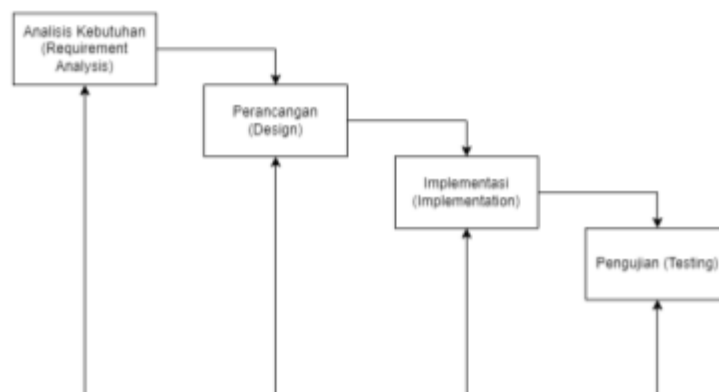 Analisis Kebutuhan
(Requirement
Analysis)
Perancangan
(Design)
Implementasi
(Implementation)
Pengujian (Testing)